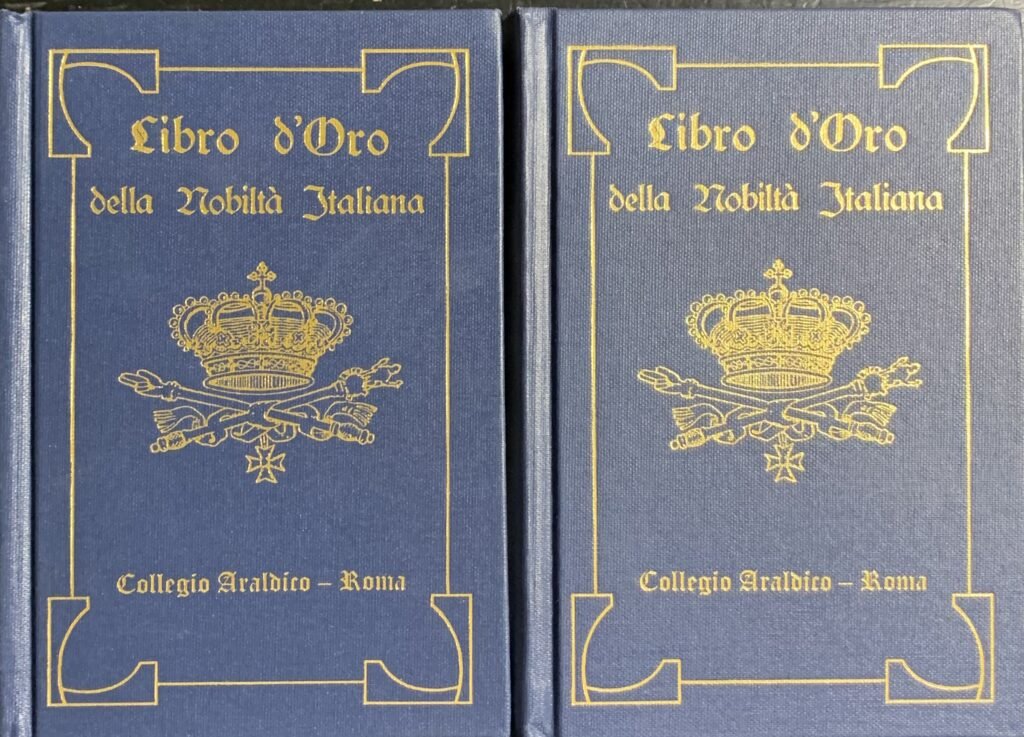 Libro d'Oro
della Nobiltà Italiana
Collegio Araldico – Roma
Libro d'Oro
della Nobiltà Italiana
Collegio Araldico – Roma